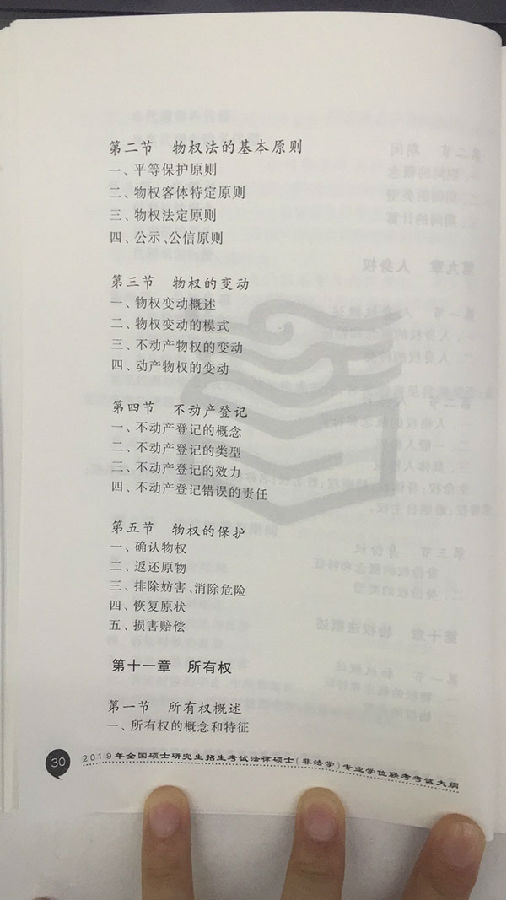 第二节 物权法的基本原则
一、平等保护原则
二、物权客体特定原则
三、物权法定原则
四、公示、公信原则
第三节 物权的变动
一、物权变动概述
二、物权变动的模式
三、不动产物权的变动
四、动产物权的变动
第四节 不动产登记
一、不动产登记的概念
二、不动产登记的类型
三、不动产登记的效力
四、不动产登记错误的责任
第五节 物权的保护
一、确认物权
二、返还原物
三、排除妨害、消除危险
四、恢复原状
五、损害赔偿
第十一章 所有权
第一节 所有权概述
一、所有权的概念和特征
30 2019年全国硕士研究生招生考试法律硕士(非法学)专业学位联考考试大纲